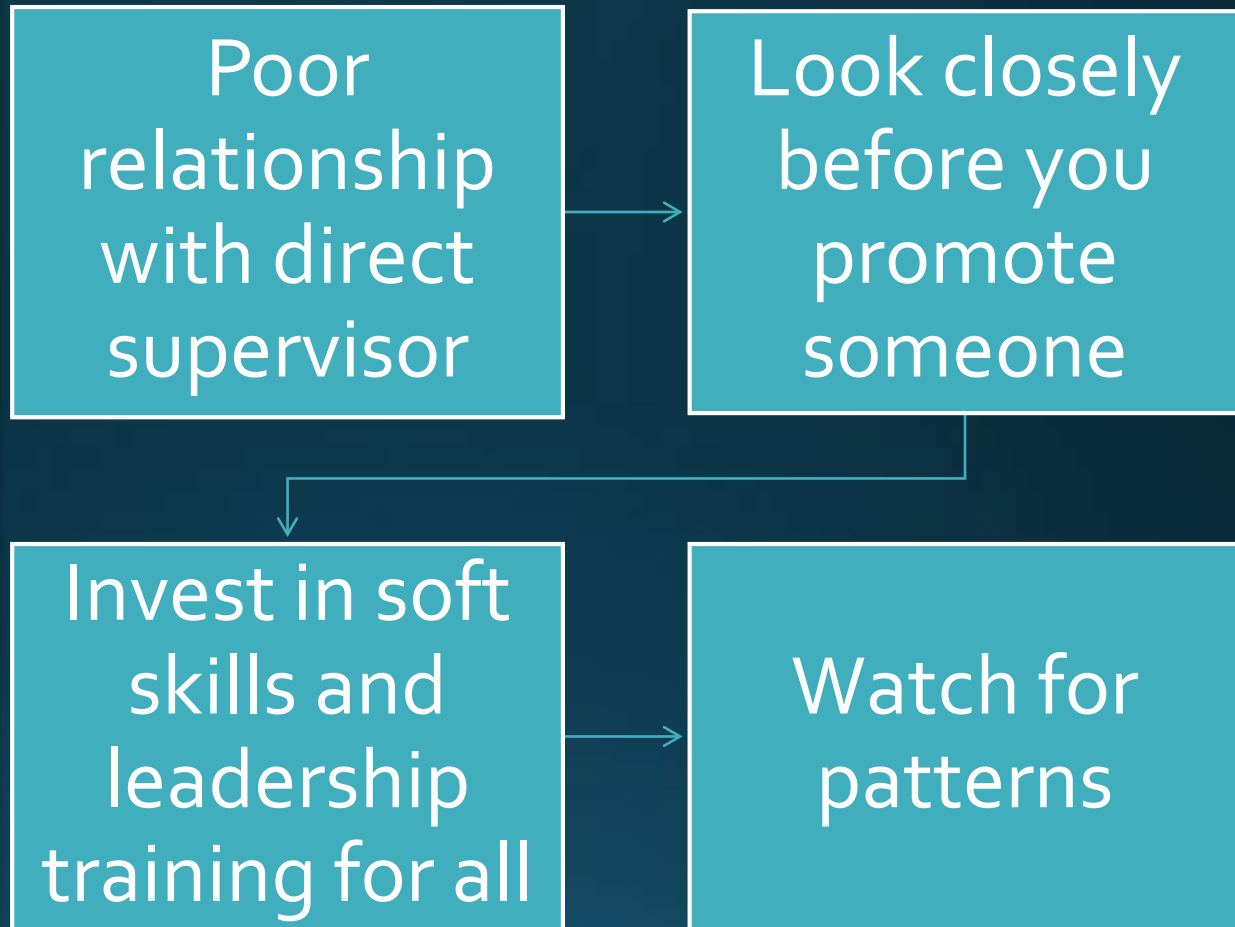 Poor
relationship
with direct
supervisor
Look closely
before you
promote
someone
Invest in soft
skills and
leadership
training for all
Watch for
patterns